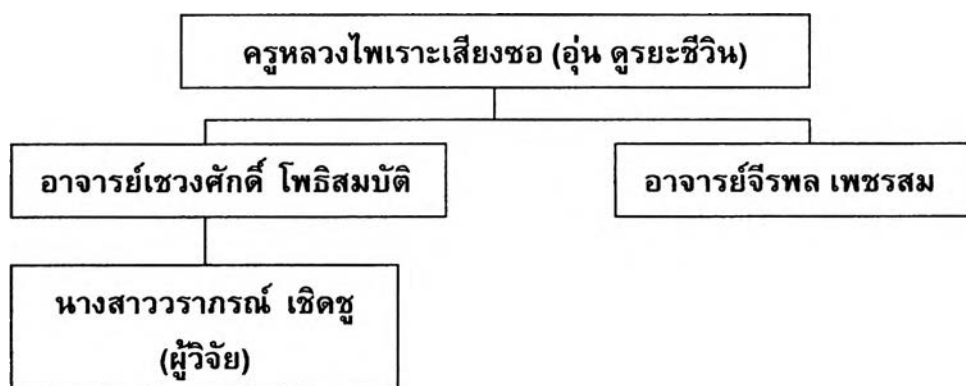 ครูหลวงไพเราะเสียงซอ (อุ่น ดูรยะชีวิน)
อาจารย์เชวงศักดิ์ โพธิสมบัติ
อาจารย์จีรพล เพชรสม
นางสาววราภรณ์ เชิดชู
(ผู้วิจัย)